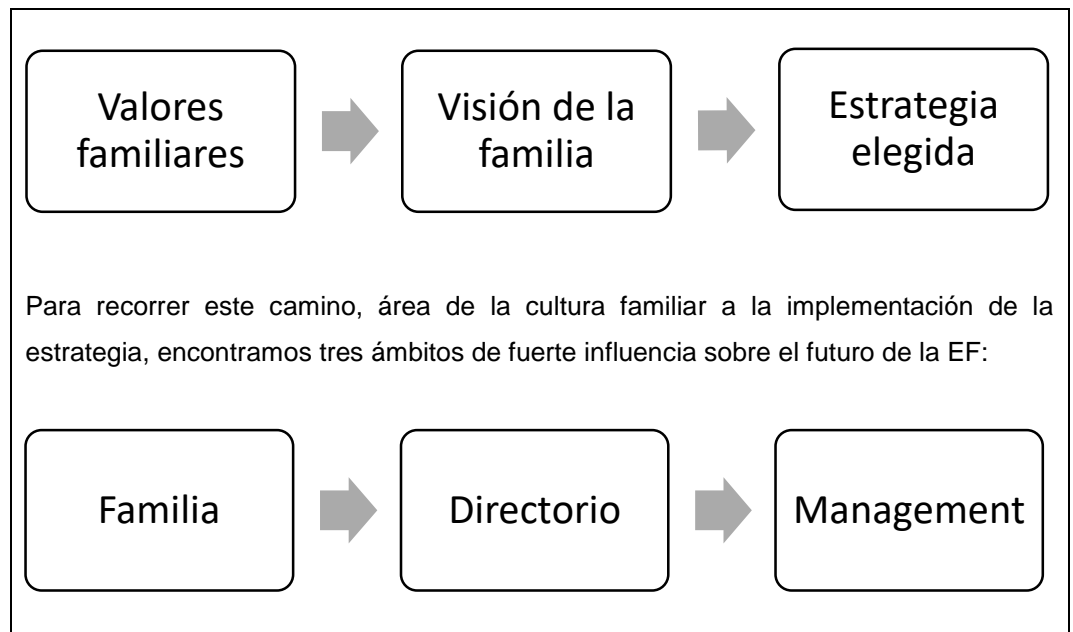 Valores
familiares
Visión de la
familia
Estrategia
elegida
Para recorrer este camino, área de la cultura familiar a la implementación de la
estrategia, encontramos tres ámbitos de fuerte influencia sobre el futuro de la EF:
Familia
Directorio
Management